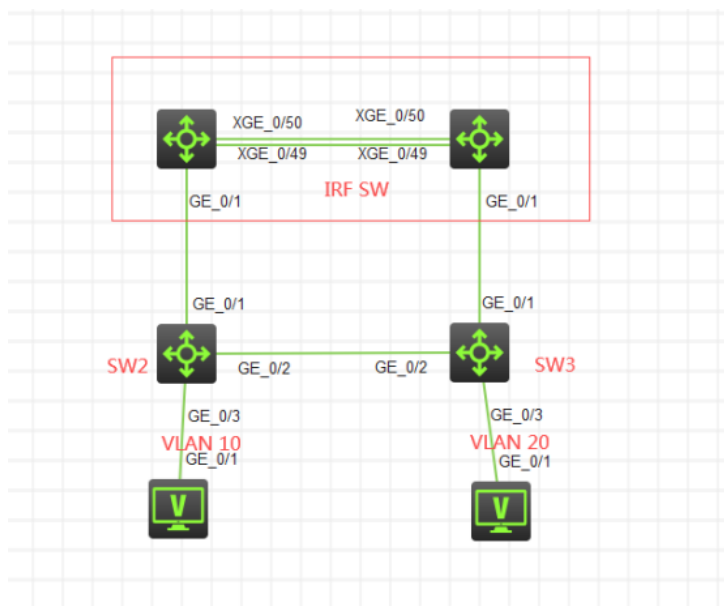 XGE_0/50 XGE_0/50
XGE_0/49 XGE_0/49
IRF SW
GE_0/1 GE_0/1
GE_0/1 GE_0/1
SW2 GE_0/2 GE_0/2 SW3
GE_0/3 GE_0/3
VLAN 10 VLAN 20
GE_0/1 GE_0/1
V V